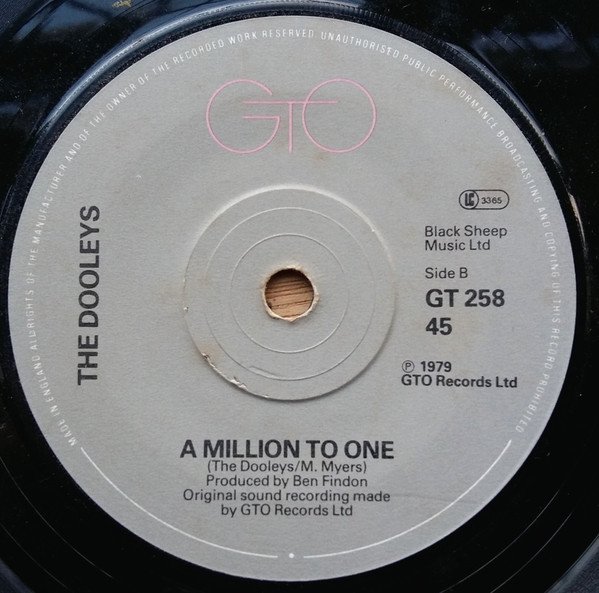 MADE IN ENGLAND ALL RIGHTS OF THE MANUFACTURER AND OF THE OWNER OF THE RECORDED WORK RESERVED. UNAUTHORISED PUBLIC PERFORMANCE BROADCASTING AND COPYING OF THIS RECORD PROHIBITED
GTO
LC 3365
Black Sheep
Music Ltd
Side B
GT 258
45
℗ 1979
GTO Records Ltd
THE DOOLEYS
A MILLION TO ONE
(The Dooleys/M. Myers)
Produced by Ben Findon
Original sound recording made
by GTO Records Ltd